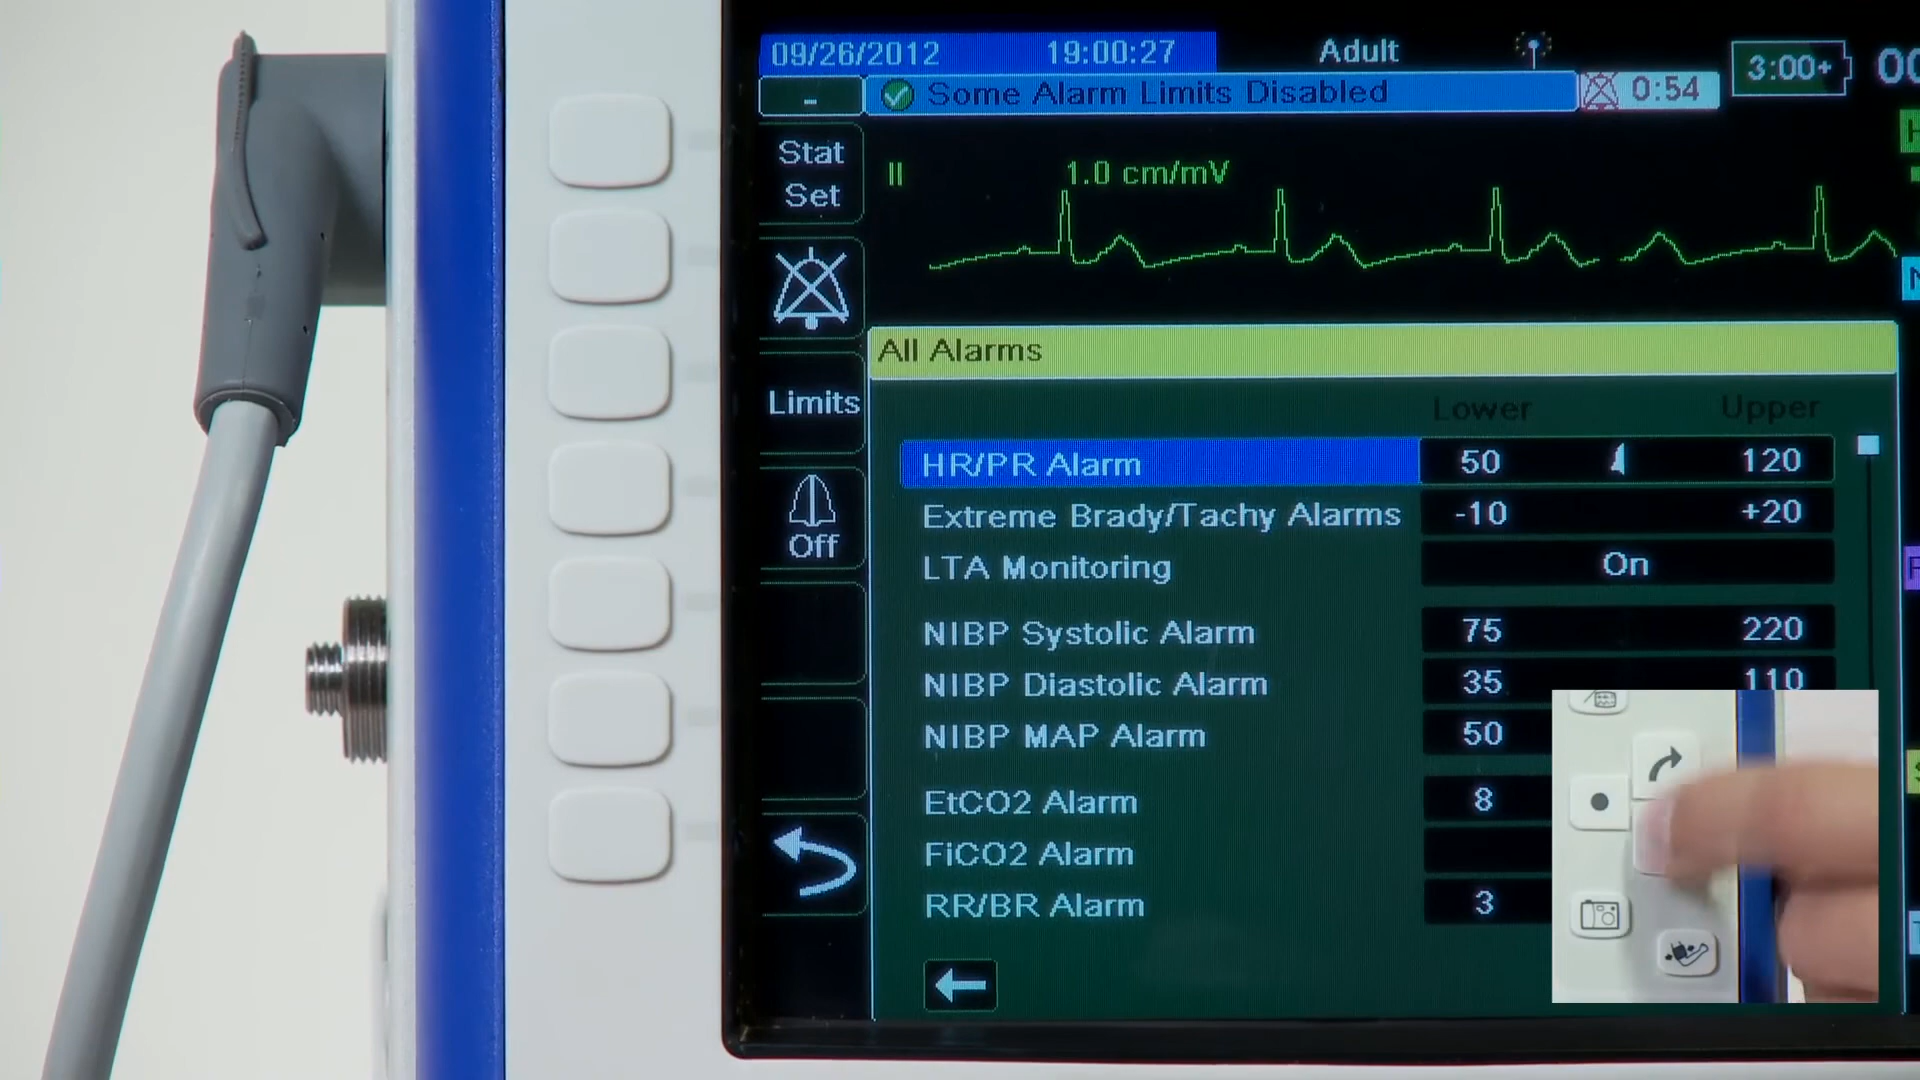 09/26/2012 19:00:27 Adult 3:00+ 00
- Some Alarm Limits Disabled 0:54
Stat
Set
II 1.0 cm/mV
All Alarms
Limits
Lower Upper
HR/PR Alarm 50 120
Extreme Brady/Tachy Alarms -10 +20
Off
LTA Monitoring On
NIBP Systolic Alarm 75 220
NIBP Diastolic Alarm 35 110
NIBP MAP Alarm 50
EtCO2 Alarm 8
FiCO2 Alarm
RR/BR Alarm 3